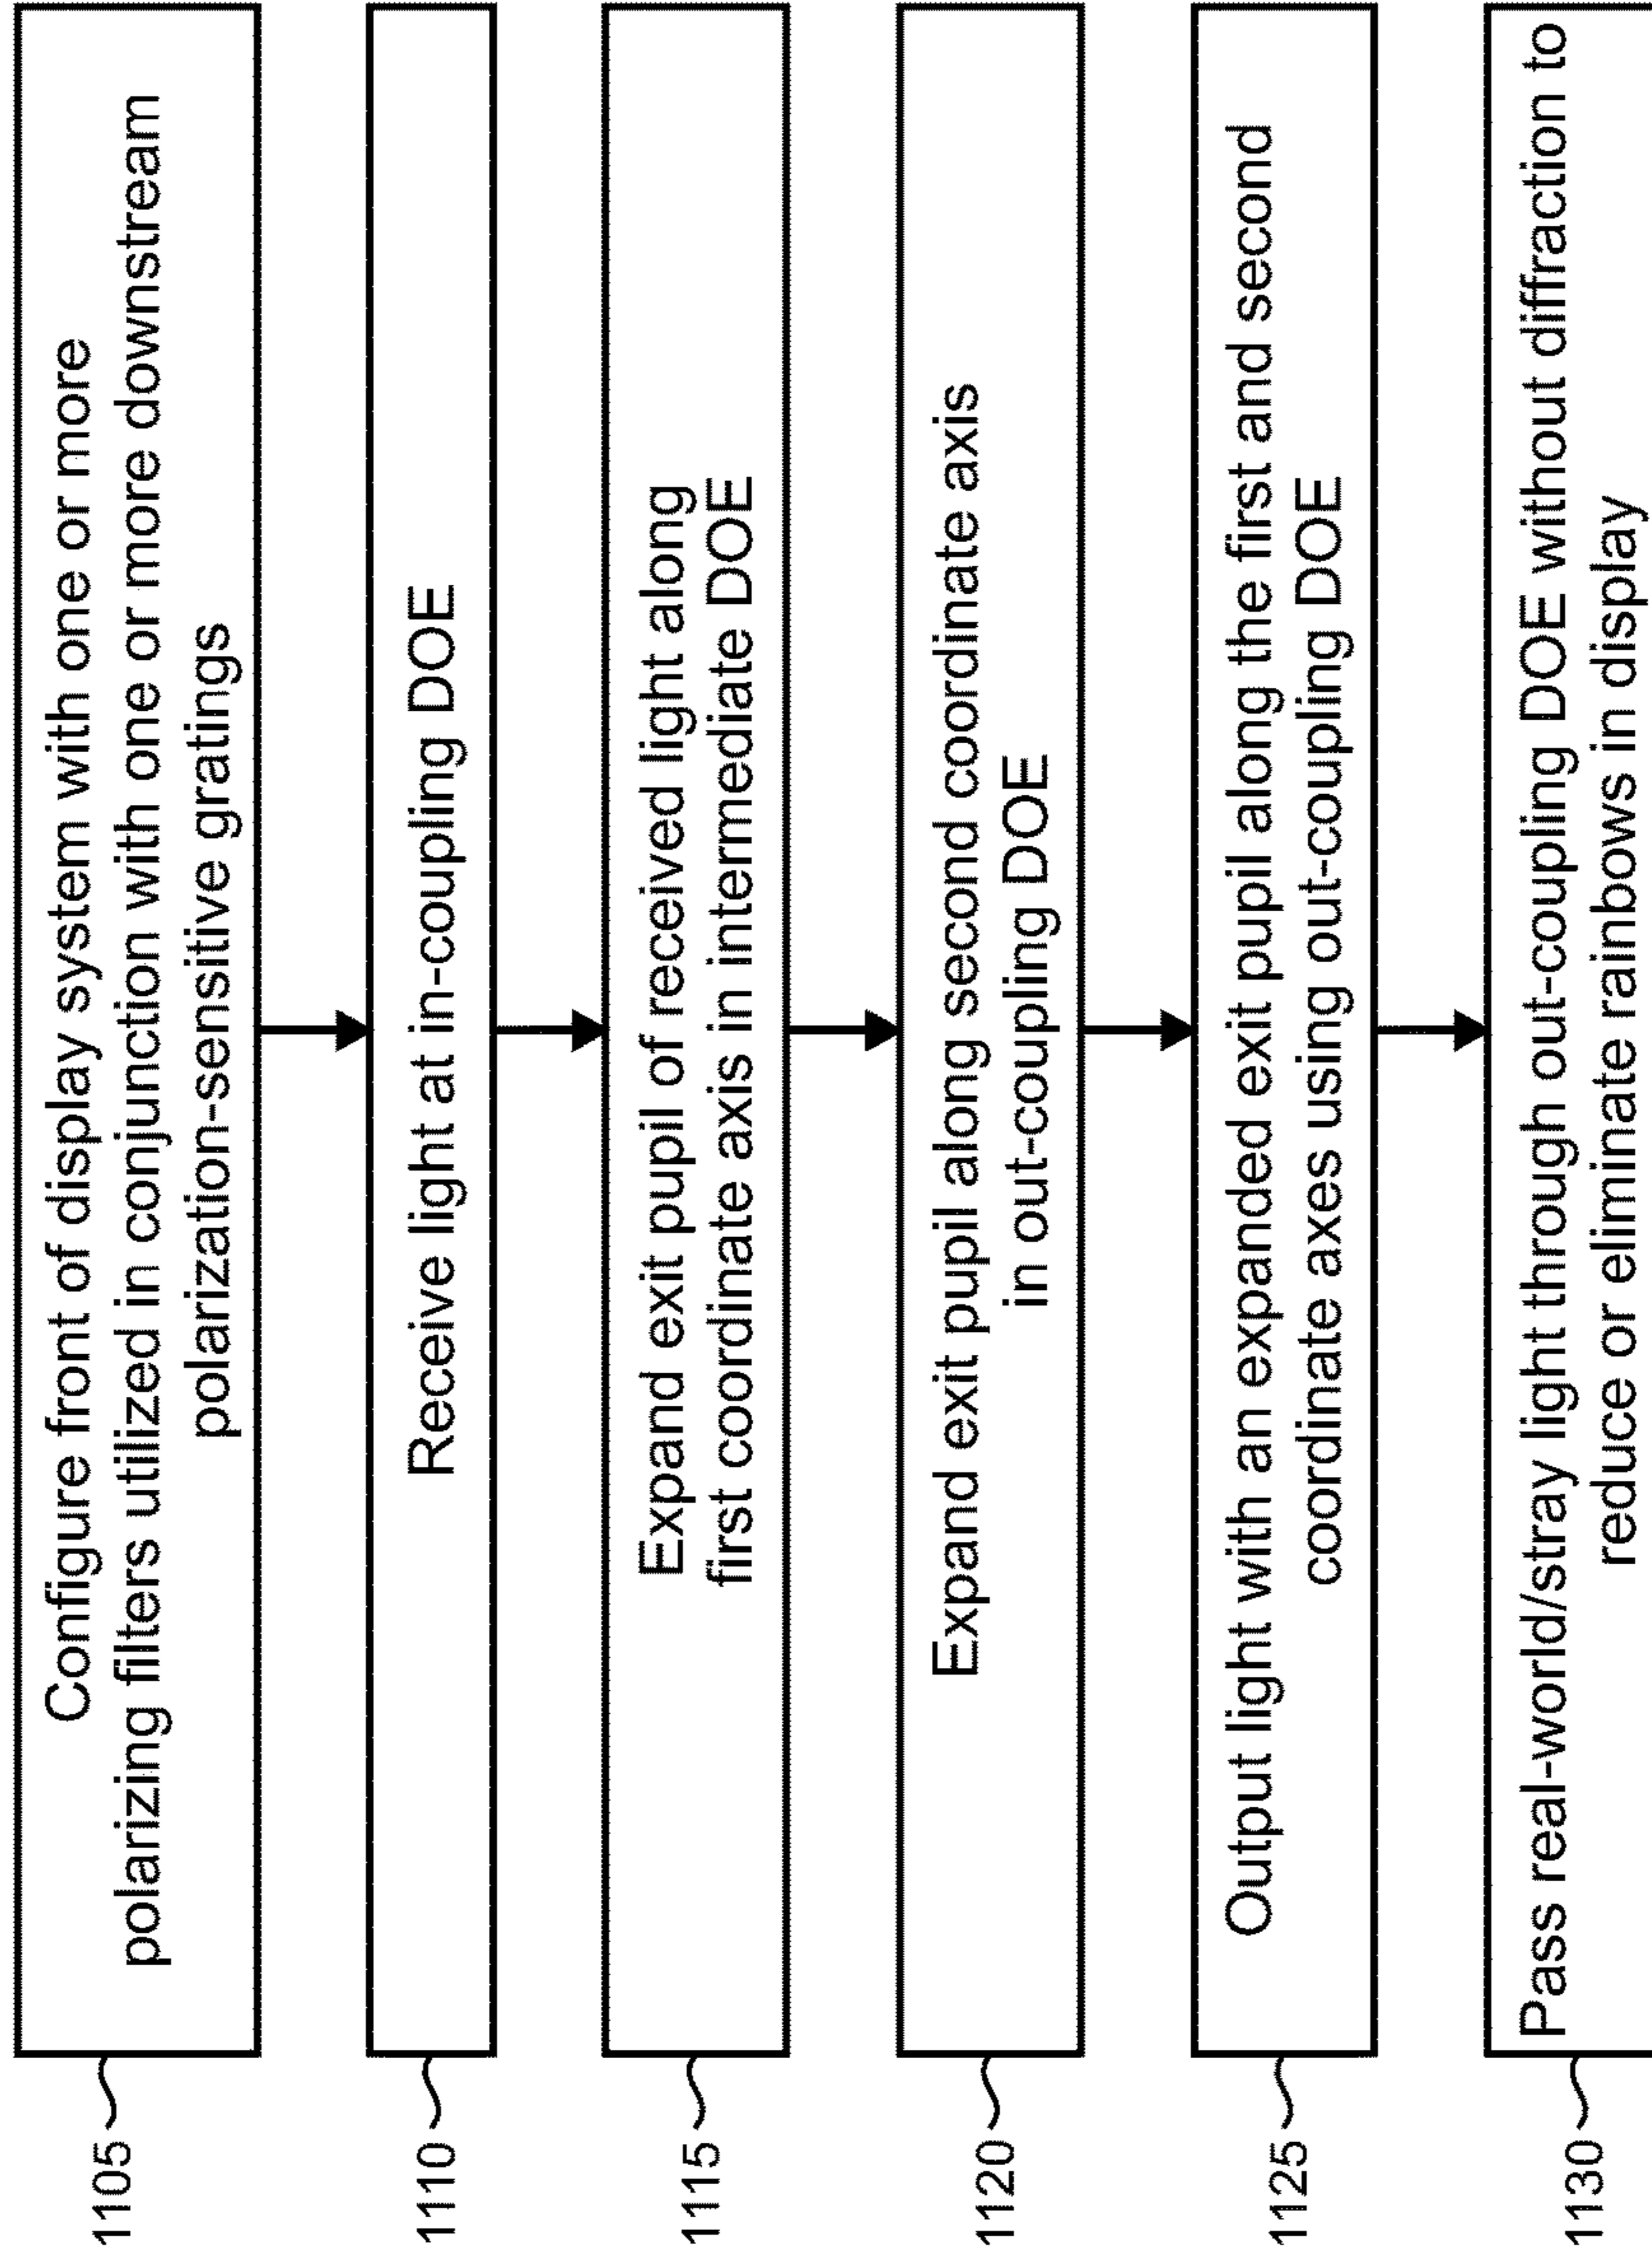 1105
Configure front of display system with one or more
polarizing filters utilized in conjunction with one or more downstream
polarization-sensitive gratings
1110
Receive light at in-coupling DOE
1115
Expand exit pupil of received light along
first coordinate axis in intermediate DOE
1120
Expand exit pupil along second coordinate axis
in out-coupling DOE
1125
Output light with an expanded exit pupil along the first and second
coordinate axes using out-coupling DOE
1130
Pass real-world/stray light through out-coupling DOE without diffraction to
reduce or eliminate rainbows in display